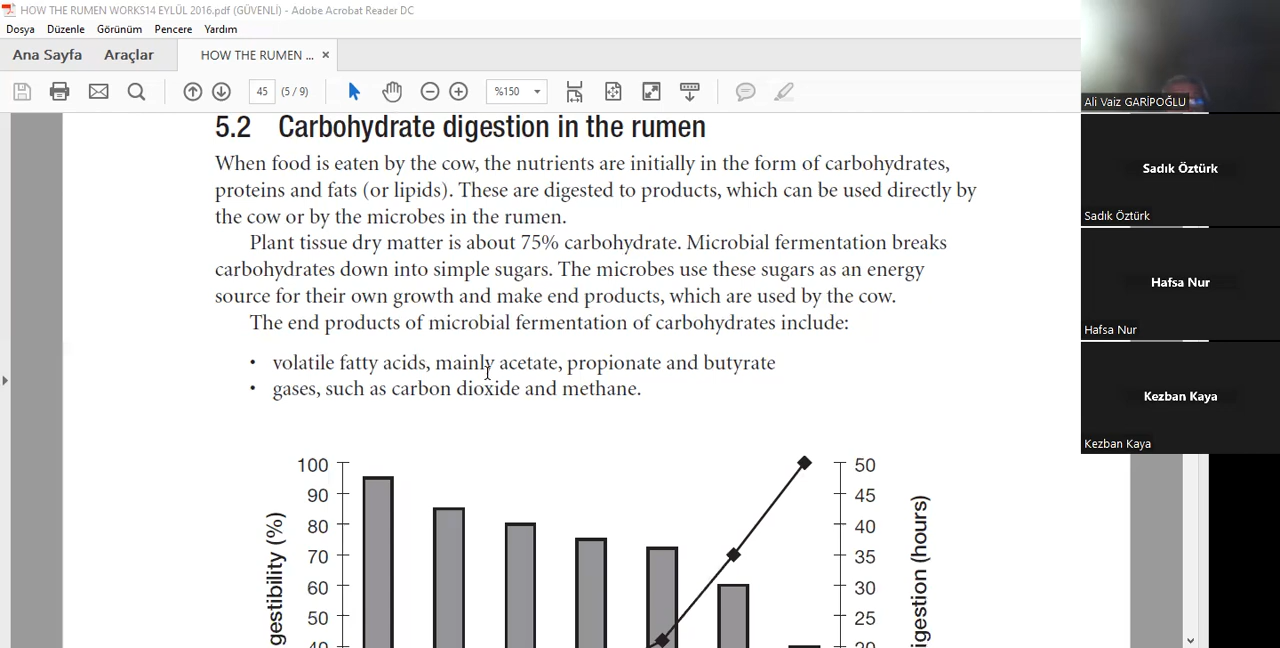 HOW THE RUMEN WORKS14 EYLÜL 2016.pdf (GÜVENLİ) - Adobe Acrobat Reader DC
Dosya Düzenle Görünüm Pencere Yardım
Ana Sayfa Araçlar HOW THE RUMEN ... ×
45 (5 / 9) %150
5.2 Carbohydrate digestion in the rumen
When food is eaten by the cow, the nutrients are initially in the form of carbohydrates,
proteins and fats (or lipids). These are digested to products, which can be used directly by
the cow or by the microbes in the rumen.
Plant tissue dry matter is about 75% carbohydrate. Microbial fermentation breaks
carbohydrates down into simple sugars. The microbes use these sugars as an energy
source for their own growth and make end products, which are used by the cow.
The end products of microbial fermentation of carbohydrates include:
• volatile fatty acids, mainly acetate, propionate and butyrate
• gases, such as carbon dioxide and methane.
100
90
80
70
60
50
40
gestibility (%)
50
45
40
35
30
25
20
igestion (hours)
Ali Vaiz GARİPOĞLU
Sadık Öztürk
Sadık Öztürk
Hafsa Nur
Hafsa Nur
Kezban Kaya
Kezban Kaya